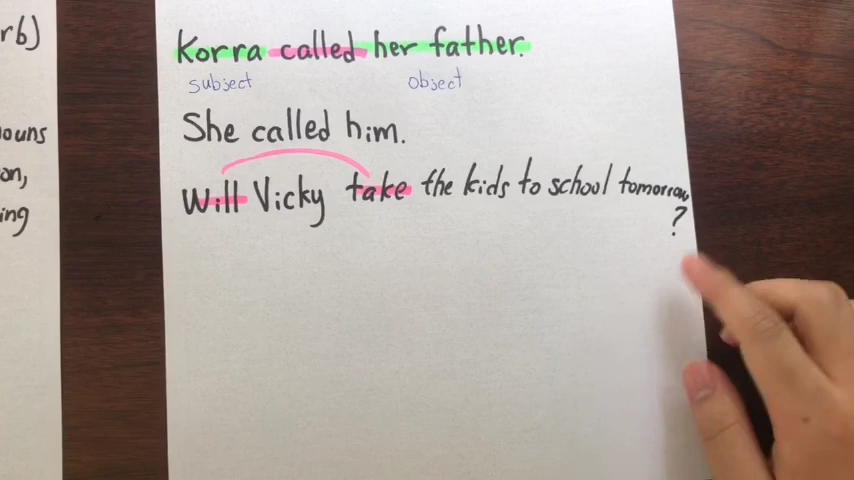 rb)
ouns
on,
ing
Korra called her father.
subject object
She called him.
Will Vicky take the kids to school tomorrow
?